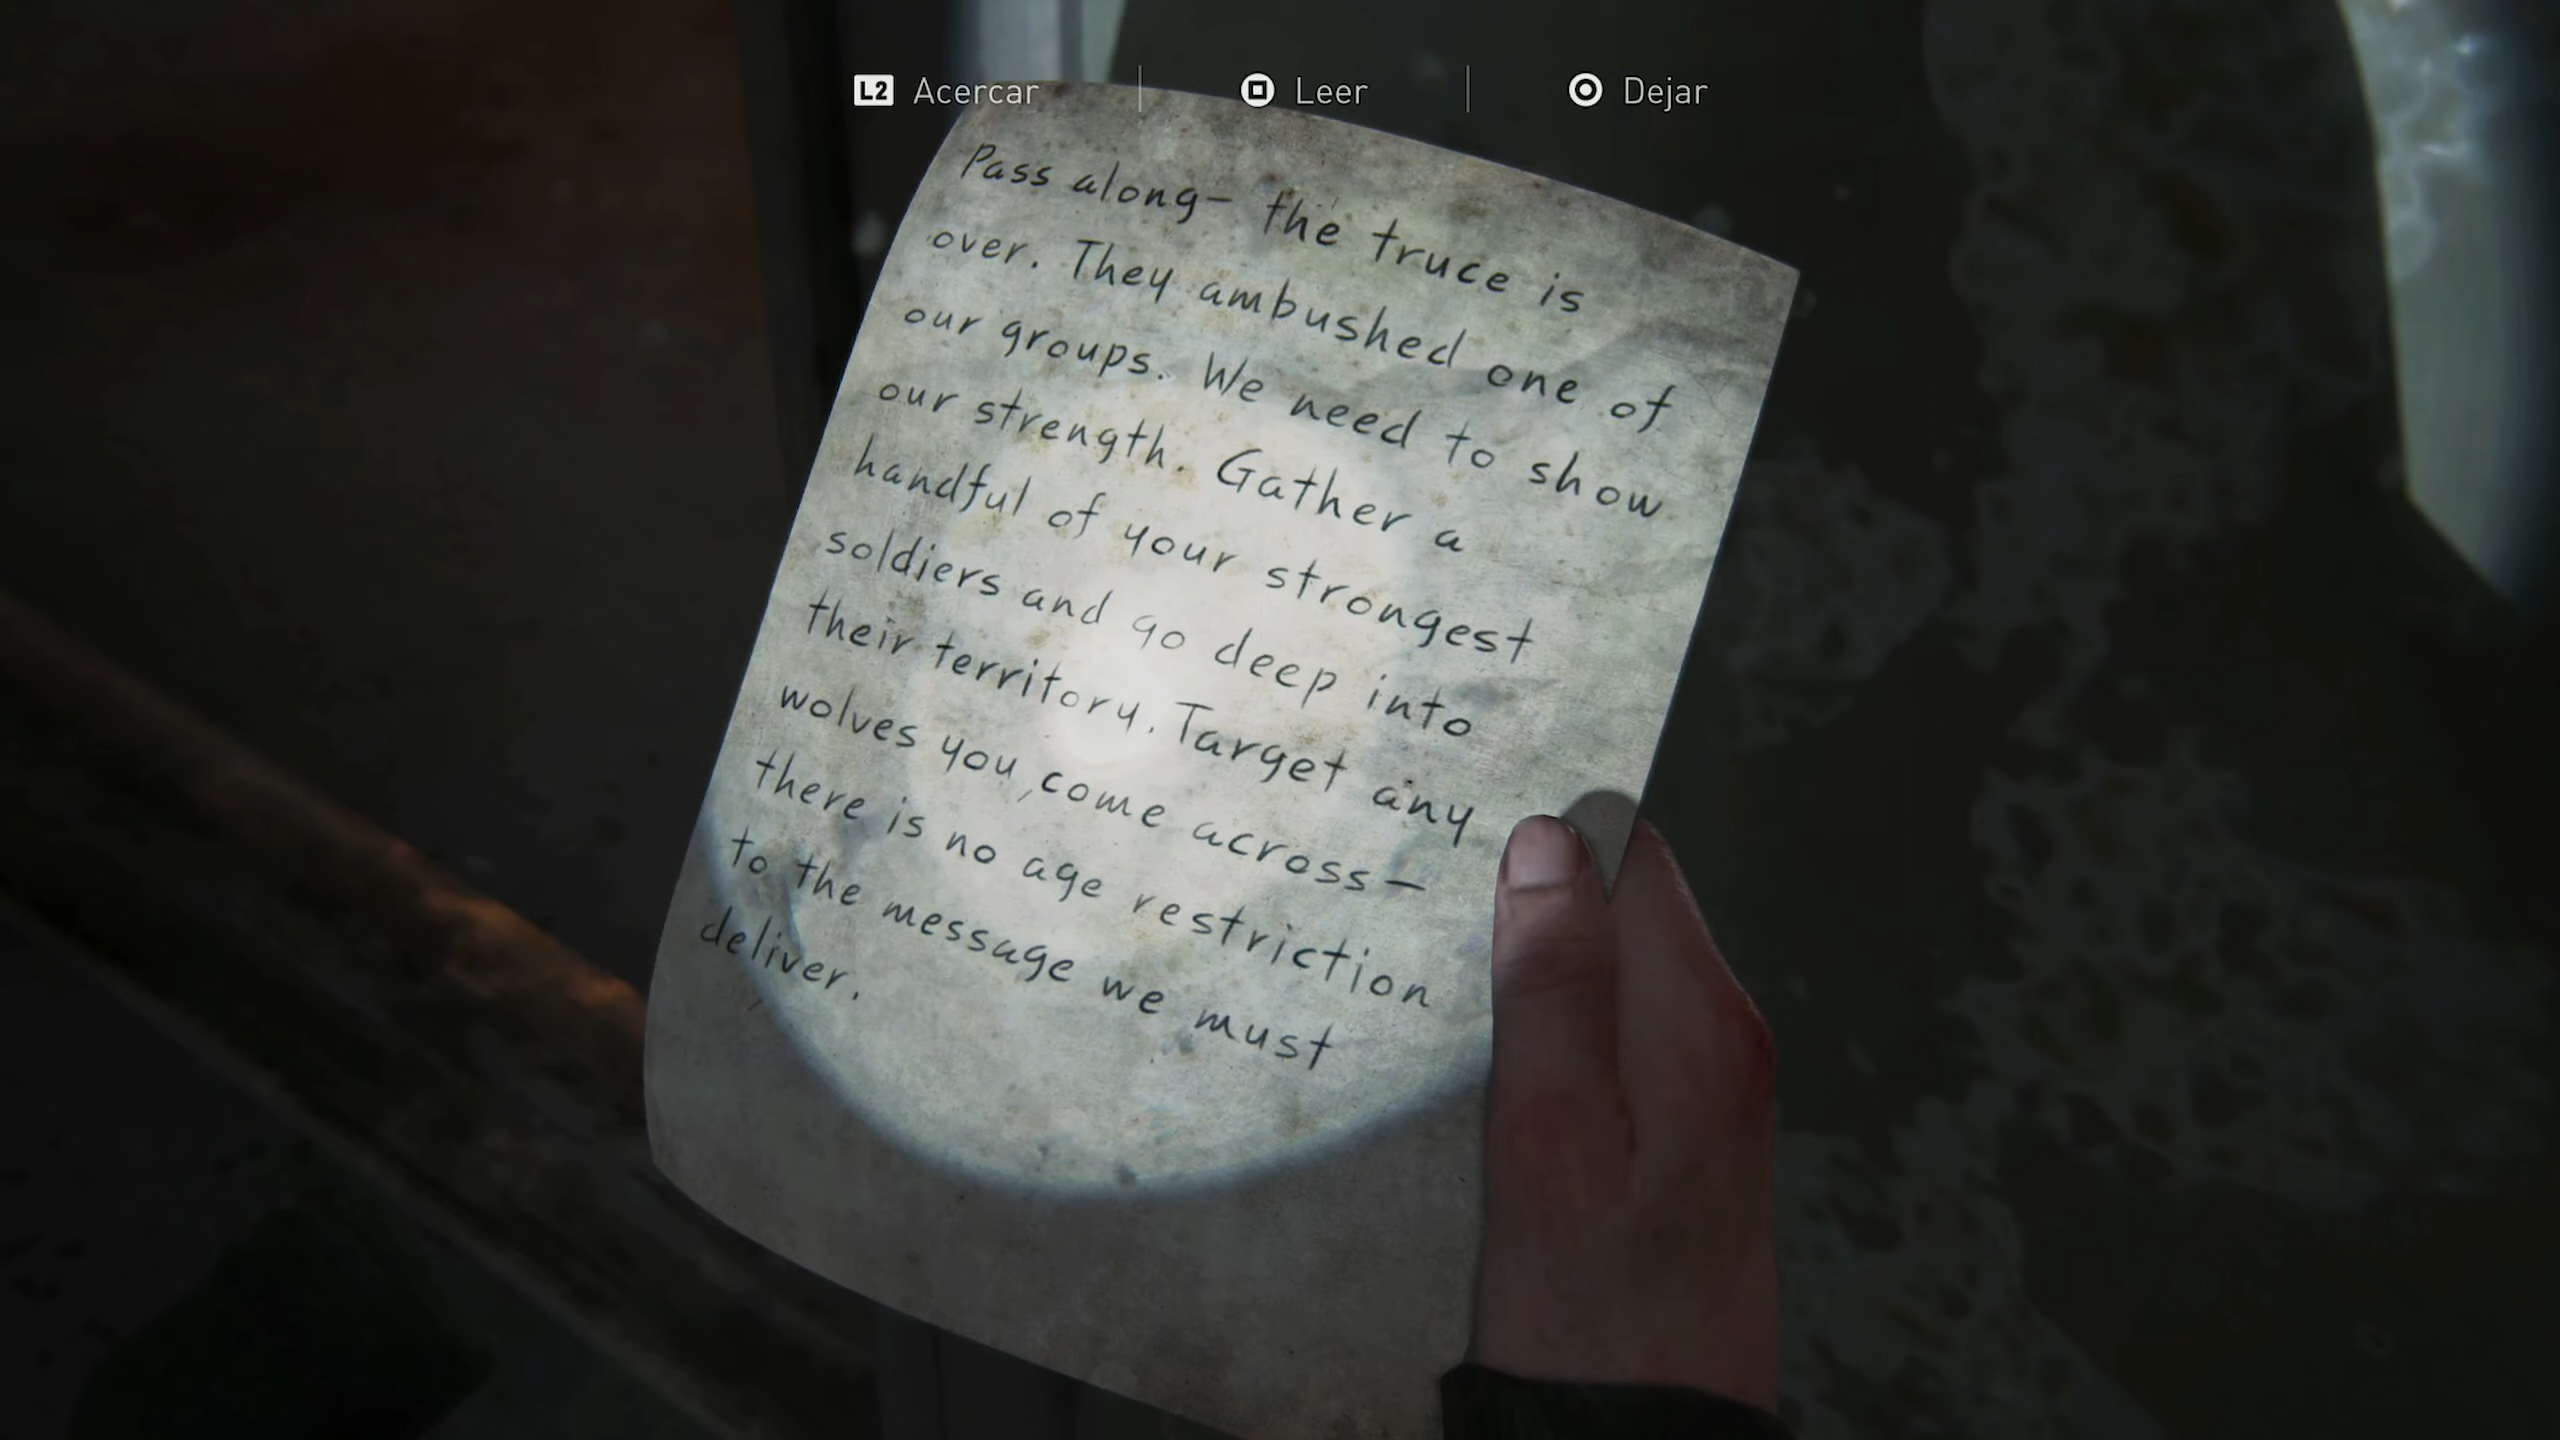 L2 Acercar Leer Dejar
Pass along– the truce is
over. They ambushed one of
our groups. We need to show
our strength. Gather a
handful of your strongest
soldiers and go deep into
their territory. Target any
wolves you come across–
there is no age restriction
to the message we must
deliver.